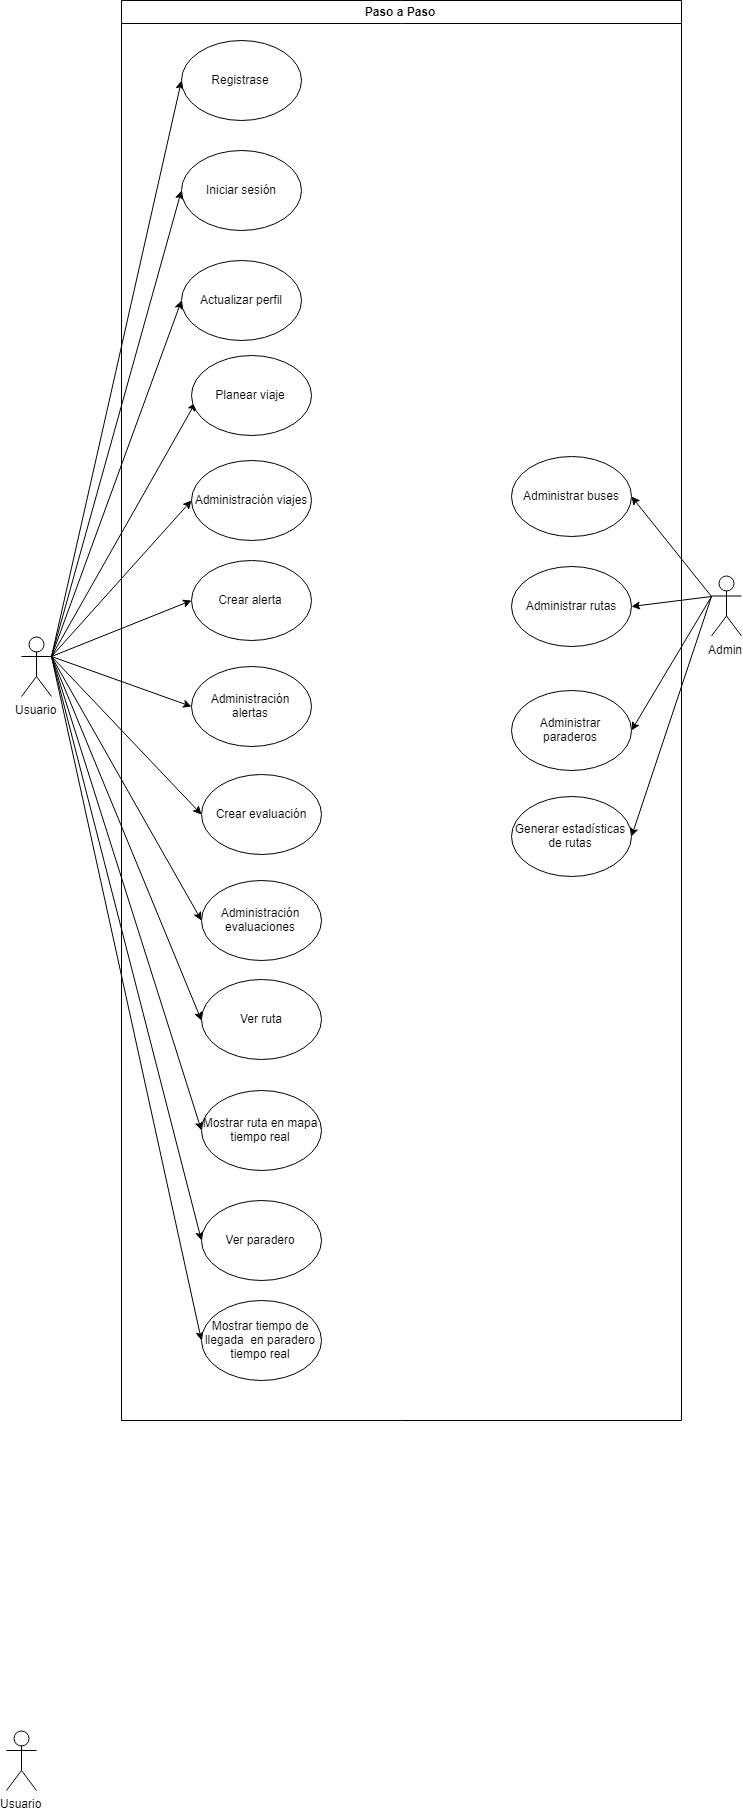 Paso a Paso
Registrase
Iniciar sesión
Actualizar perfil
Planear viaje
Administración viajes
Administrar buses
Crear alerta
Administrar rutas
Admin
Usuario
Administración
alertas
Administrar
paraderos
Crear evaluación
Generar estadísticas
de rutas
Administración
evaluaciones
Ver ruta
Mostrar ruta en mapa
tiempo real
Ver paradero
Mostrar tiempo de
llegada  en paradero
tiempo real
Usuario